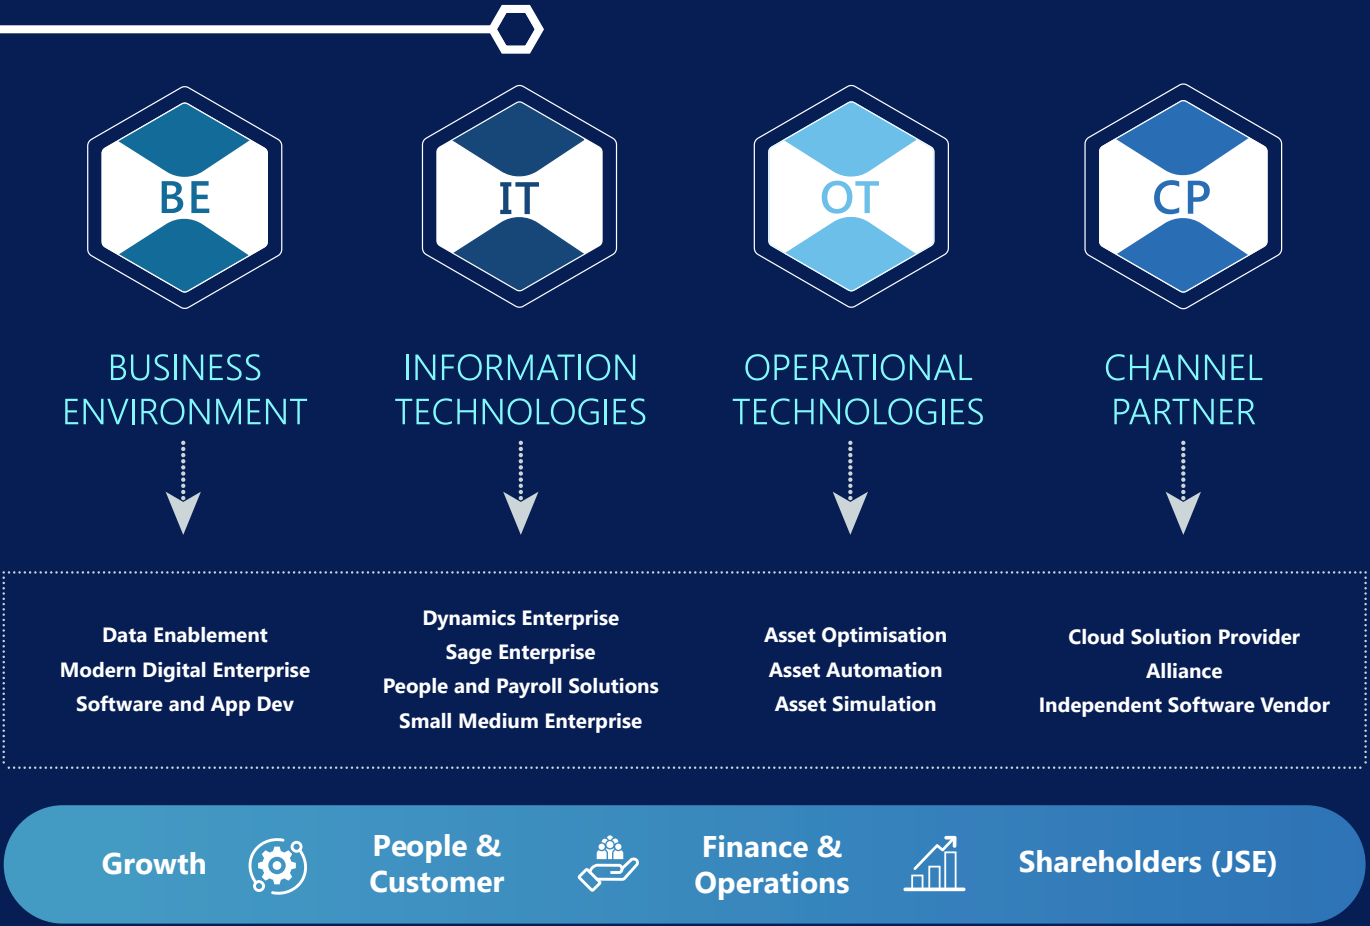 BE
IT
OT
CP
BUSINESS
ENVIRONMENT
INFORMATION
TECHNOLOGIES
OPERATIONAL
TECHNOLOGIES
CHANNEL
PARTNER
Data Enablement
Modern Digital Enterprise
Software and App Dev
Dynamics Enterprise
Sage Enterprise
People and Payroll Solutions
Small Medium Enterprise
Asset Optimisation
Asset Automation
Asset Simulation
Cloud Solution Provider
Alliance
Independent Software Vendor
Growth
People &
Customer
Finance &
Operations
Shareholders (JSE)